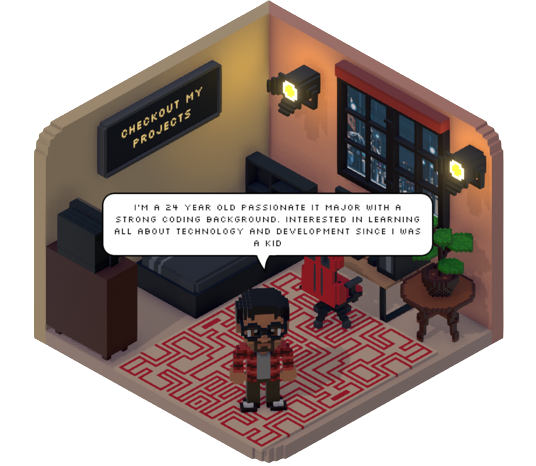 CHECKOUT MY
PROJECTS
I'M A 24 YEAR OLD PASSIONATE IT MAJOR WITH A
STRONG CODING BACKGROUND. INTERESTED IN LEARNING
ALL ABOUT TECHNOLOGY AND DEVELOPMENT SINCE I WAS
A KID